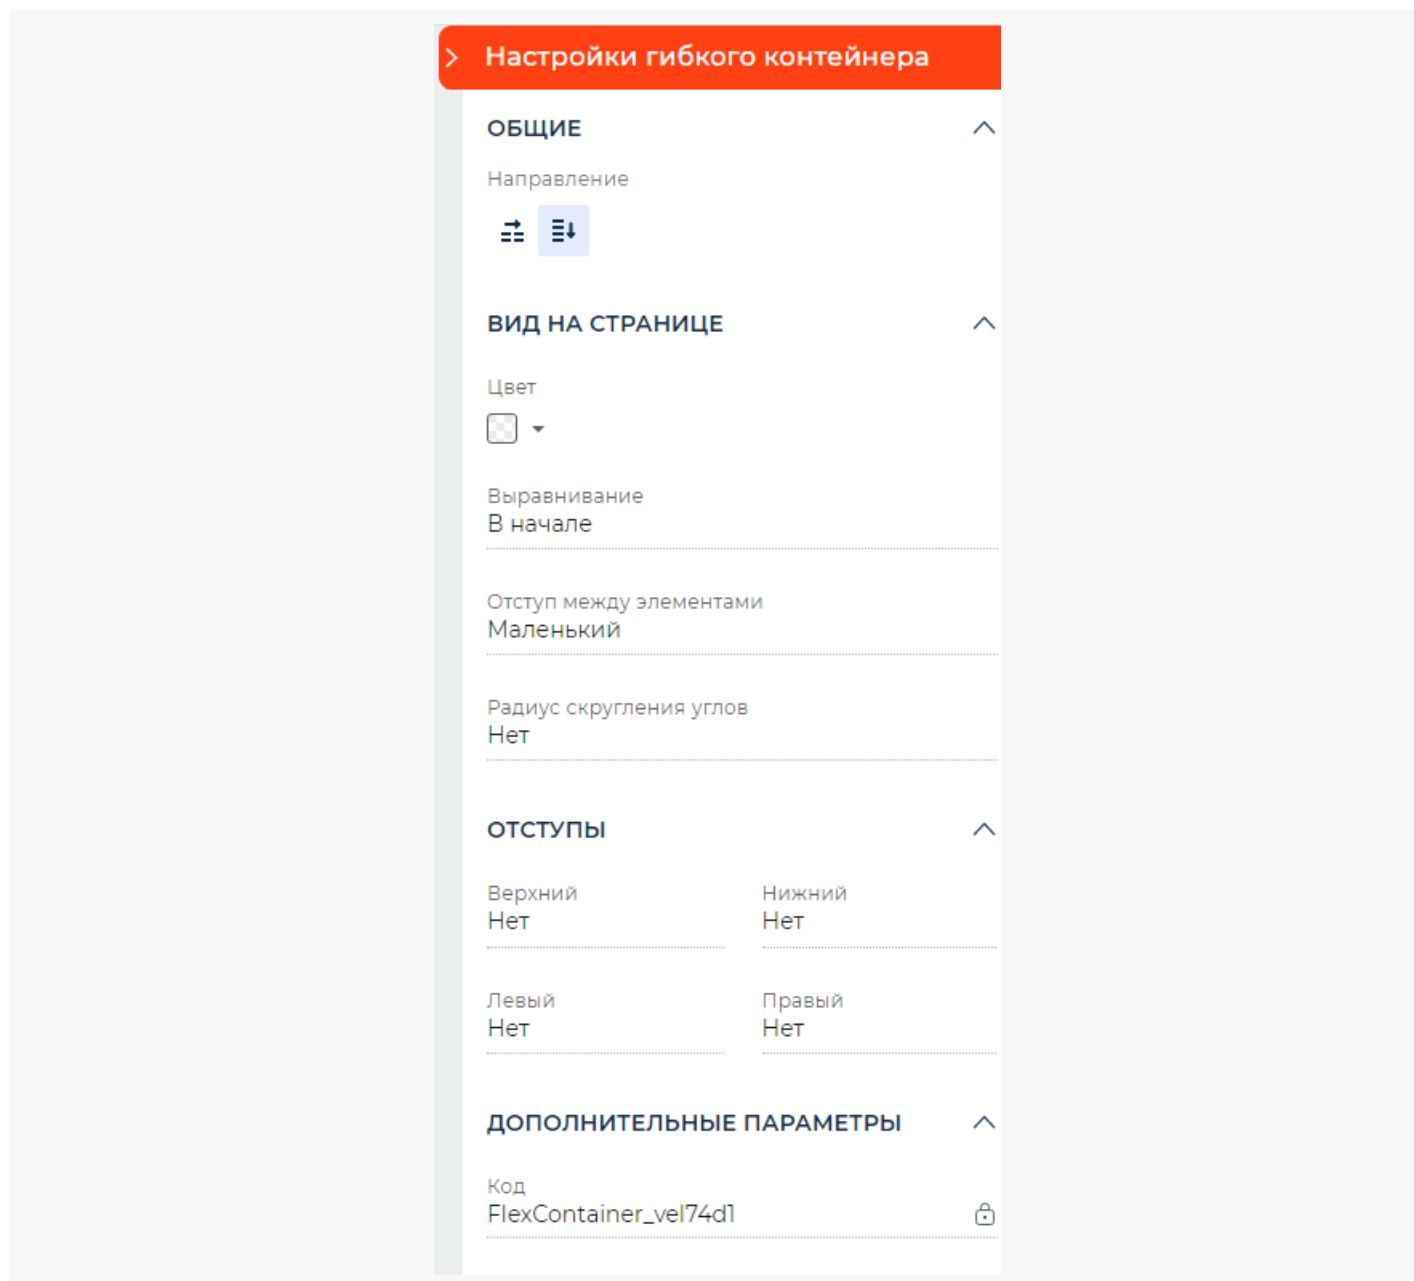 Настройки гибкого контейнера
ОБЩИЕ
Направление
ВИД НА СТРАНИЦЕ
Цвет
Выравнивание
В начале
Отступ между элементами
Маленький
Радиус скругления углов
Нет
ОТСТУПЫ
Верхний Нижний
Нет Нет
Левый Правый
Нет Нет
ДОПОЛНИТЕЛЬНЫЕ ПАРАМЕТРЫ
Код
FlexContainer_vel74d1